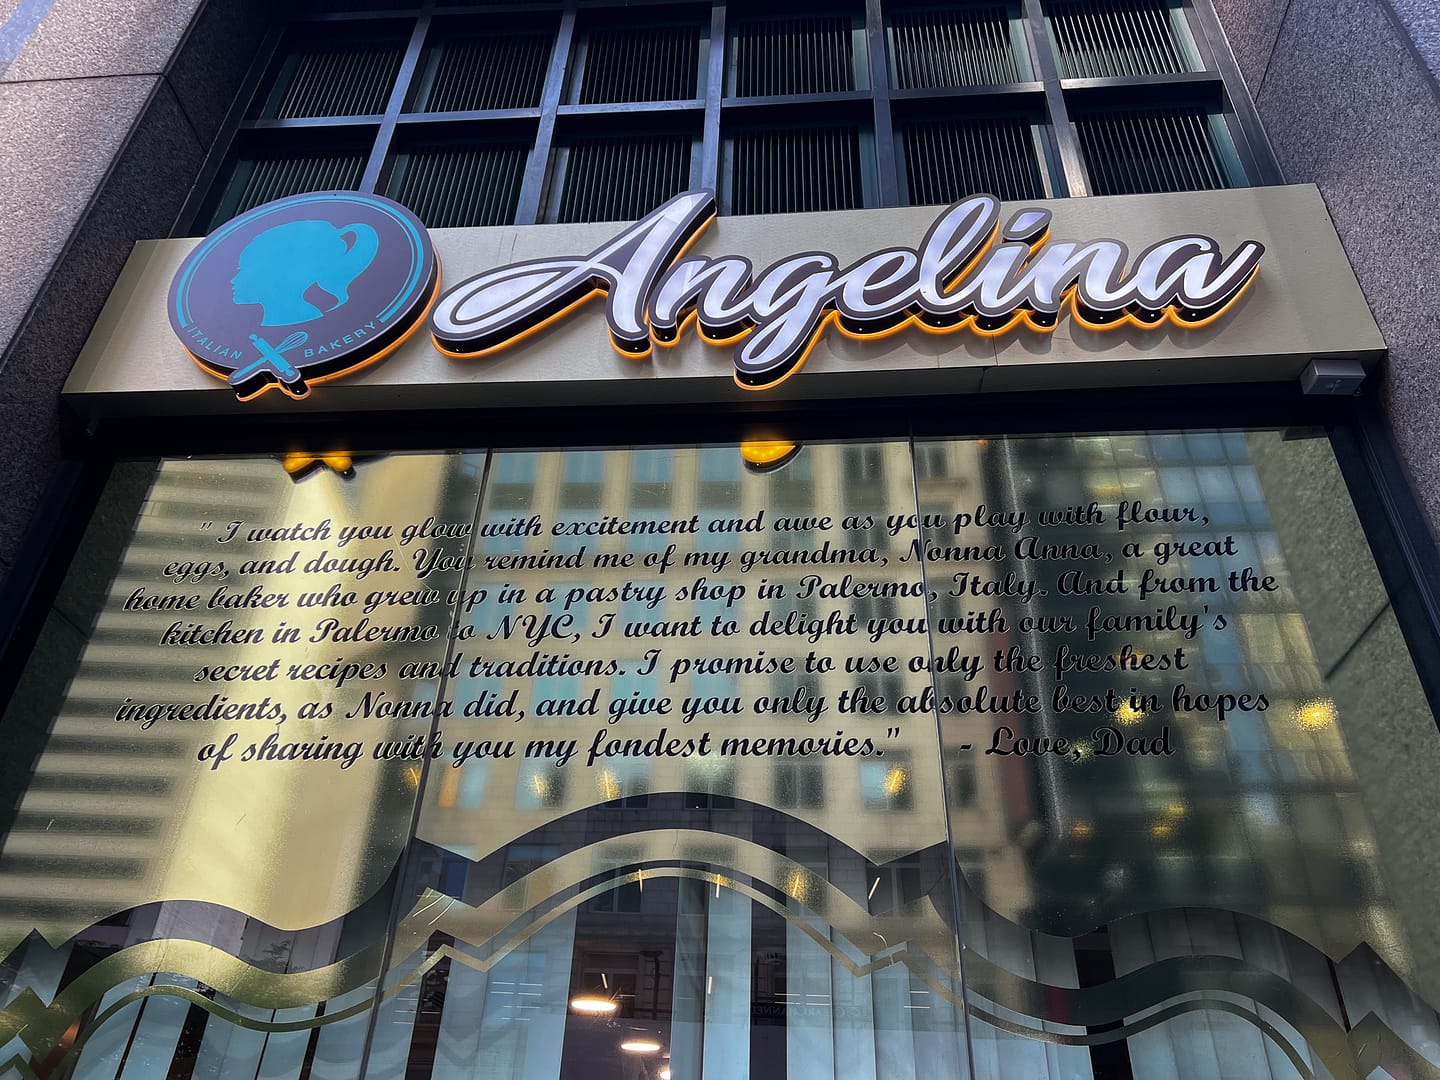 ITALIAN BAKERY
Angelina
" I watch you glow with excitement and awe as you play with flour,
eggs, and dough. You remind me of my grandma, Nonna Anna, a great
home baker who grew up in a pastry shop in Palermo, Italy. And from the
kitchen in Palermo to NYC, I want to delight you with our family's
secret recipes and traditions. I promise to use only the freshest
ingredients, as Nonna did, and give you only the absolute best in hopes
of sharing with you my fondest memories." - Love, Dad